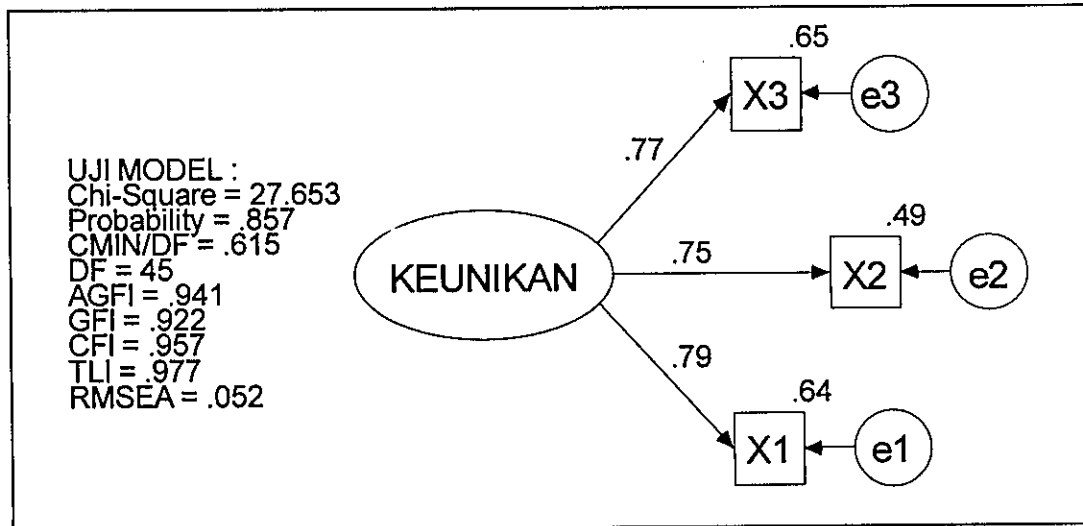 UJI MODEL :
Chi-Square = 27.653
Probability = .857
CMIN/DF = .615
DF = 45
AGFI = .941
GFI = .922
CFI = .957
TLI = .977
RMSEA = .052
KEUNIKAN
.77
.75
.79
.65
X3
e3
.49
X2
e2
.64
X1
e1